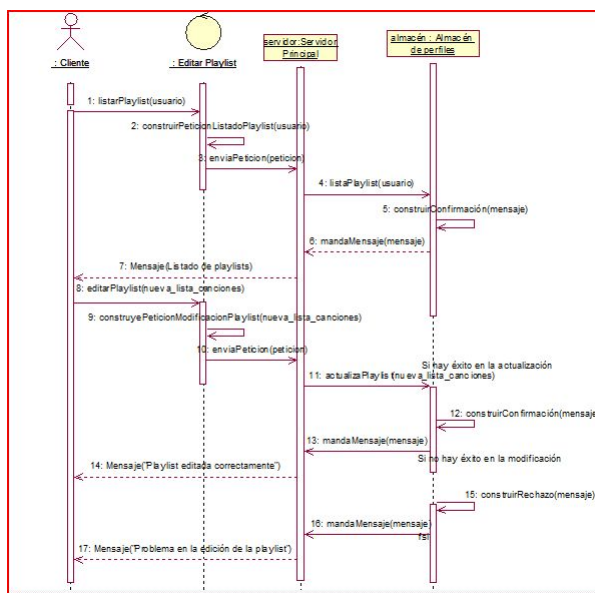 : Cliente
: Editar Playlist
servidor:Servidor
Principal
almacén : Almacén
de perfiles
1: listarPlaylist(usuario)
2: construirPeticionListadoPlaylist(usuario)
3: enviaPeticion(peticion)
4: listaPlaylist(usuario)
5: construirConfirmación(mensaje)
6: mandaMensaje(mensaje)
7: Mensaje(Listado de playlists)
8: editarPlaylist(nueva_lista_canciones)
9: construyePeticionModificacionPlaylist(nueva_lista_canciones)
10: enviaPeticion(peticion)
Si hay éxito en la actualización
11: actualizaPlaylist(nueva_lista_canciones)
12: construirConfirmación(mensaje
13: mandaMensaje(mensaje)
Si no hay éxito en la modificación
14: Mensaje("Playlist editada correctamente")
15: construirRechazo(mensaje)
16: mandaMensaje(mensaje)
fsi
17: Mensaje("Problema en la edición de la playlist")